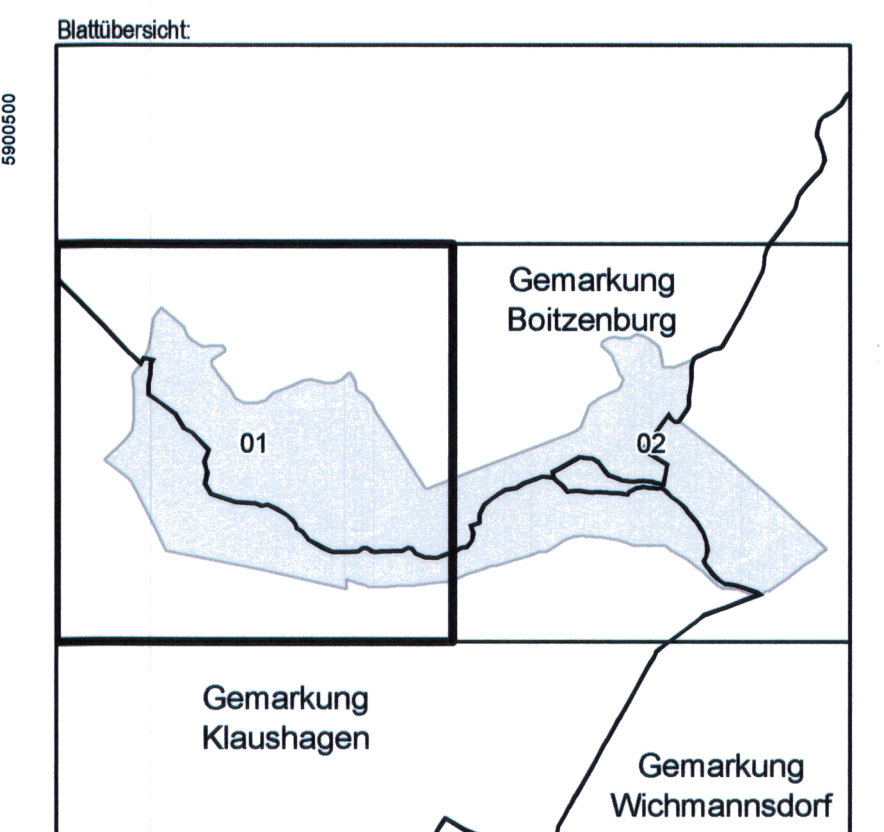 Blattübersicht:
5900500
Gemarkung
Boitzenburg
01
02
Gemarkung
Klaushagen
Gemarkung
Wichmannsdorf